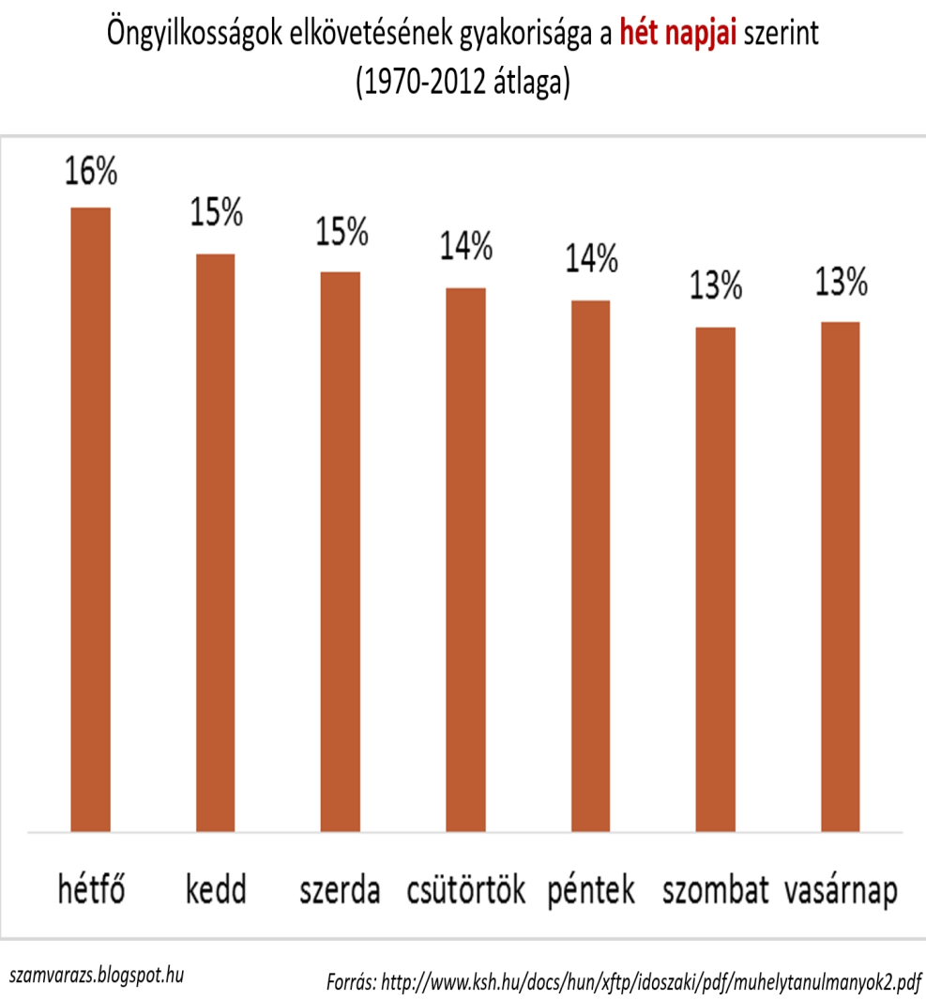 Öngyilkosságok elkövetésének gyakorisága a hét napjai szerint
(1970-2012 átlaga)
16%
15%
15%
14%
14%
13%
13%
hétfő
kedd
szerda
csütörtök
péntek
szombat
vasárnap
szamvarazs.blogspot.hu
Forrás: http://www.ksh.hu/docs/hun/xftp/idoszaki/pdf/muhelytanulmanyok2.pdf